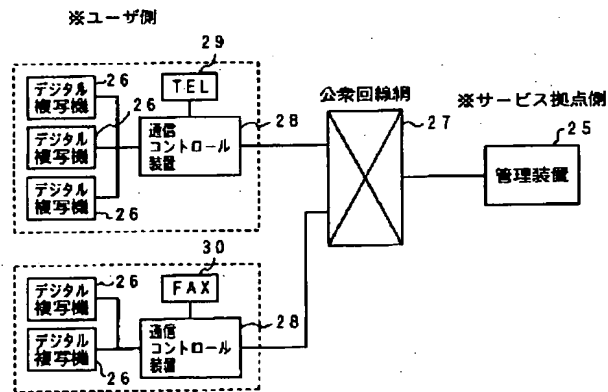 ※ユーザ側
29
26
デジタル
複写機
TEL
28
26
デジタル
複写機
通信
コントロール
装置
デジタル
複写機
26
公衆回線網
27
※サービス拠点側
25
管理装置
30
26
デジタル
複写機
FAX
28
通信
コントロール
装置
デジタル
複写機
26